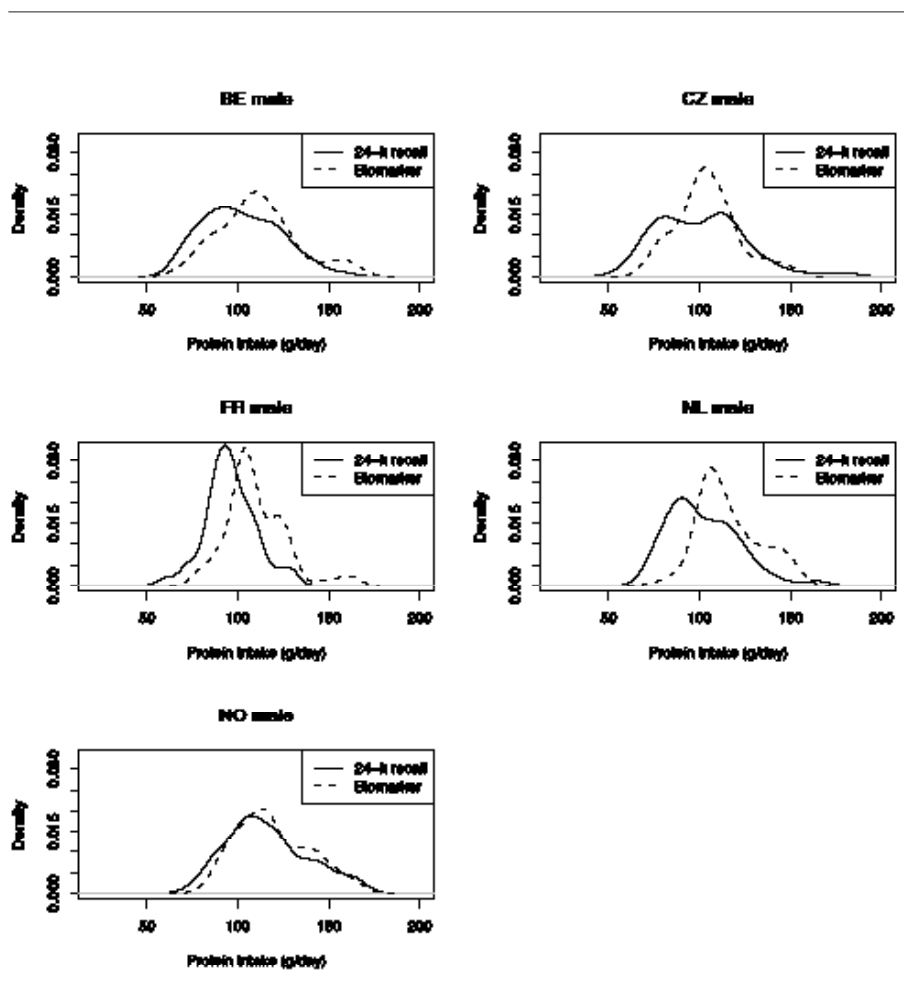 BE male
24-h recall
Biomarker
Density
0.000 0.015 0.030
50 100 150 200
Protein intake (g/day)
CZ male
24-h recall
Biomarker
Density
0.000 0.015 0.030
50 100 150 200
Protein intake (g/day)
FR male
24-h recall
Biomarker
Density
0.000 0.015 0.030
50 100 150 200
Protein intake (g/day)
NL male
24-h recall
Biomarker
Density
0.000 0.015 0.030
50 100 150 200
Protein intake (g/day)
NO male
24-h recall
Biomarker
Density
0.000 0.015 0.030
50 100 150 200
Protein intake (g/day)